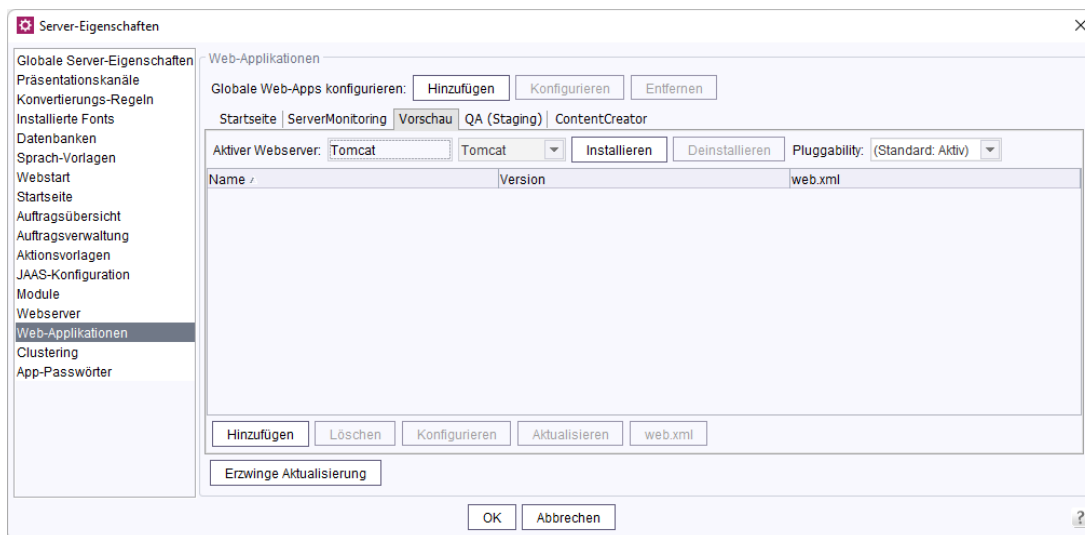 Server-Eigenschaften
Globale Server-Eigenschaften
Präsentationskanäle
Konvertierungs-Regeln
Installierte Fonts
Datenbanken
Sprach-Vorlagen
Webstart
Startseite
Auftragsübersicht
Auftragsverwaltung
Aktionsvorlagen
JAAS-Konfiguration
Module
Webserver
Web-Applikationen
Clustering
App-Passwörter
Web-Applikationen
Globale Web-Apps konfigurieren: Hinzufügen Konfigurieren Entfernen
Startseite ServerMonitoring Vorschau QA (Staging) ContentCreator
Aktiver Webserver: Tomcat Tomcat Installieren Deinstallieren Pluggability: (Standard: Aktiv)
Name Version web.xml
Hinzufügen Löschen Konfigurieren Aktualisieren web.xml
Erzwinge Aktualisierung
OK Abbrechen
?